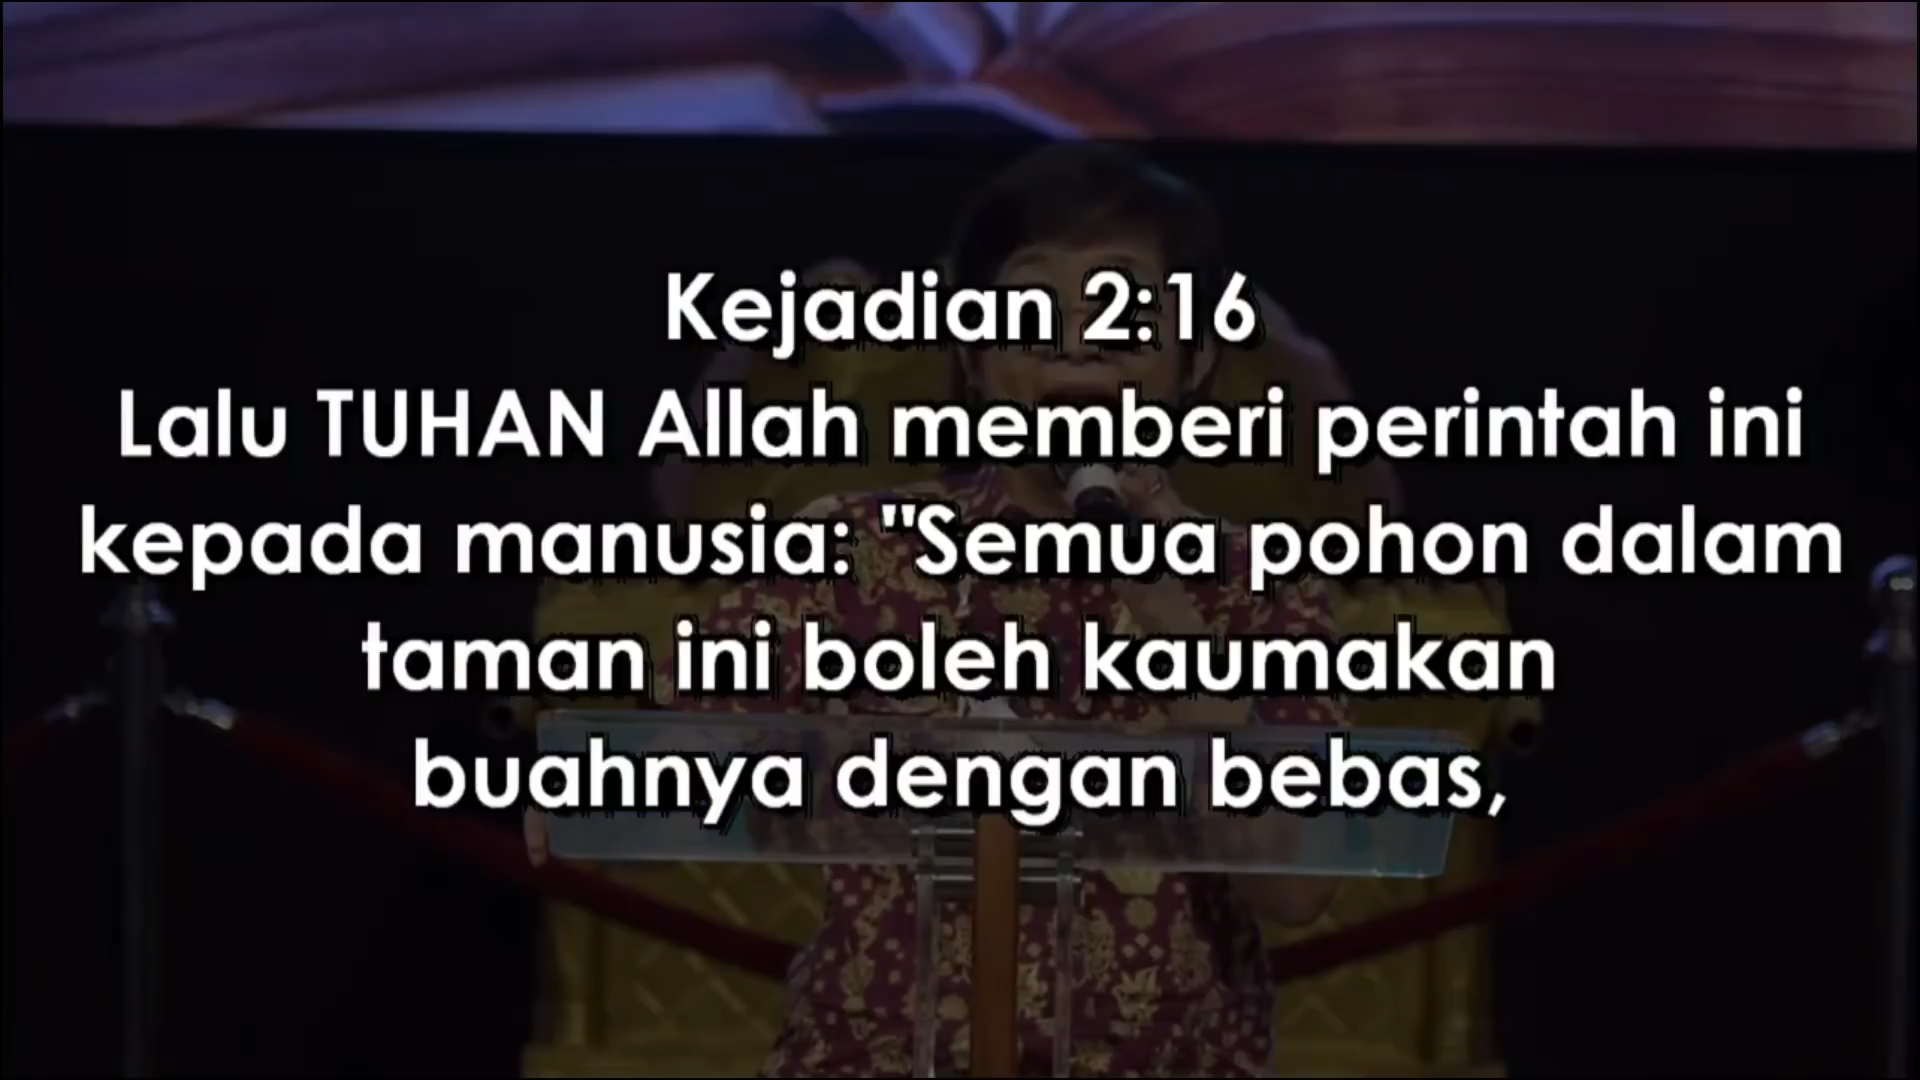 Kejadian 2:16
Lalu TUHAN Allah memberi perintah ini
kepada manusia: "Semua pohon dalam
taman ini boleh kaumakan
buahnya dengan bebas,